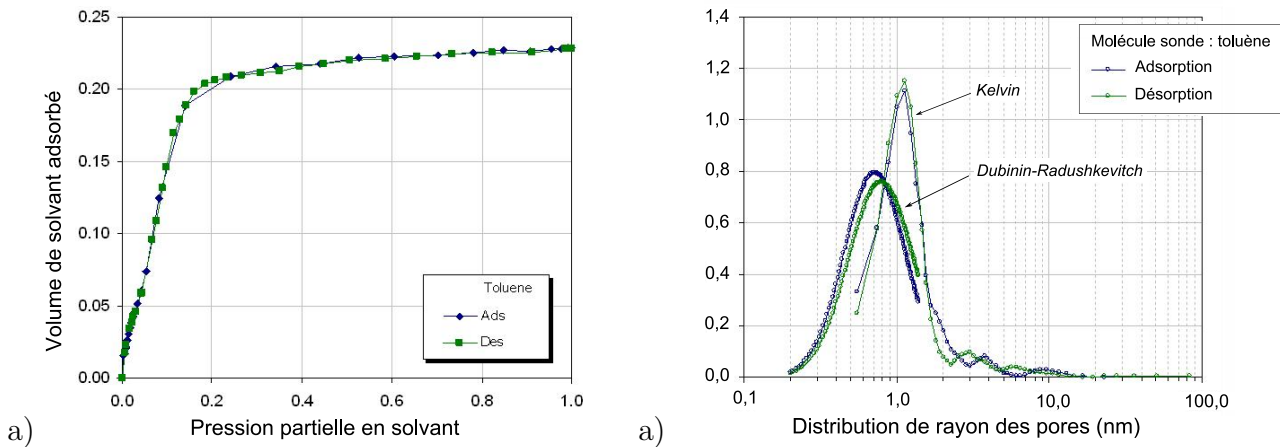 0.25
0.20
0.15
0.10
0.05
0.00
0.0 0.2 0.4 0.6 0.8 1.0
Volume de solvant adsorbé
Pression partielle en solvant
Toluene
Ads
Des
a)
1,4
1,2
1,0
0,8
0,6
0,4
0,2
0,0
0,1 1,0 10,0 100,0
Distribution de rayon des pores (nm)
Molécule sonde : toluène
Adsorption
Désorption
Kelvin
Dubinin-Radushkevitch
a)